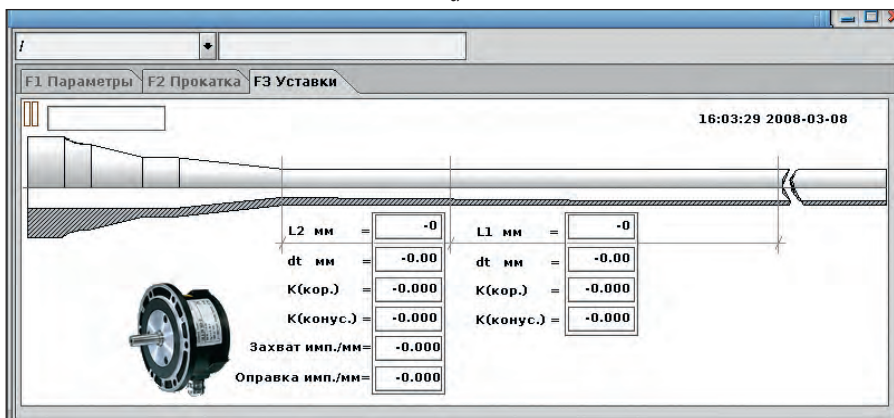 a
/
F1 Параметры F2 Прокатка F3 Уставки
16:03:29 2008-03-08
L2 мм = -0 L1 мм = -0
dt мм = -0.00 dt мм = -0.00
К(кор.) = -0.000 К(кор.) = -0.000
К(конус.) = -0.000 К(конус.) = -0.000
Захват имп./мм= -0.000
Оправка имп./мм= -0.000